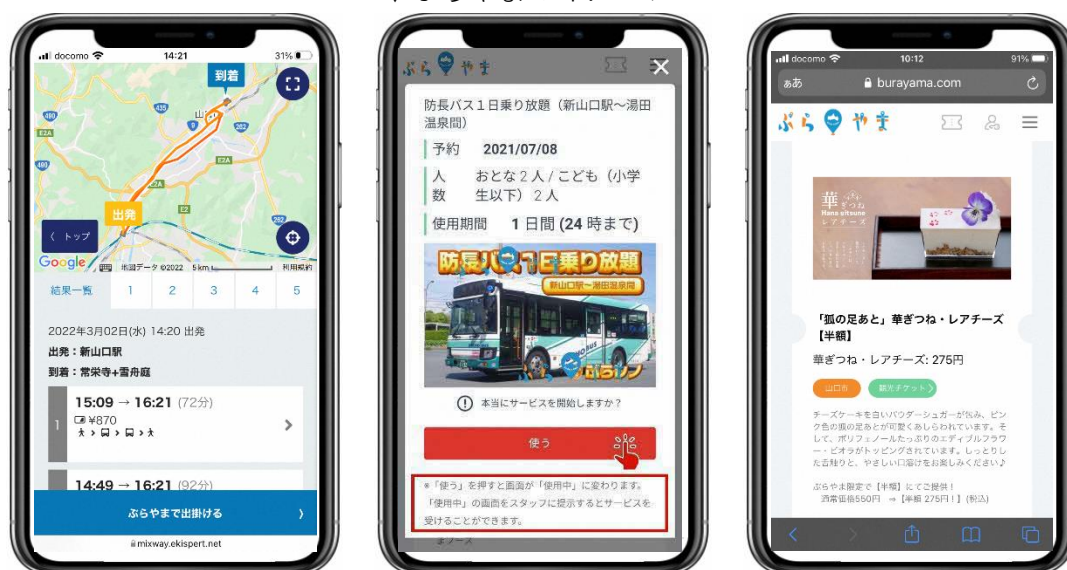 docomo 14:21 31%
到着
出発
トップ
Google 地図データ ©2022 5 km 利用規約
結果一覧 1 2 3 4 5
2022年3月02日(水) 14:20 出発
出発：新山口駅
到着：常栄寺+雪舟庭
1
15:09 → 16:21 (72分)
¥870
14:49 → 16:21 (92分)
ぶらやまで出掛ける
mixway.ekispert.net
ぶらやま
防長バス１日乗り放題（新山口駅〜湯田
温泉間）
予約 2021/07/08
人 おとな２人 / こども（小学
数 生以下）２人
使用期間 1 日間 (24 時まで)
防長バス1日乗り放題
新山口駅〜湯田温泉間
本当にサービスを開始しますか？
使う
※「使う」を押すと画面が「使用中」に変わります。
「使用中」の画面をスタッフに提示するとサービスを
受けることができます。
docomo 10:12 91%
ああ burayama.com
ぶらやま
華ぎつね
Hana gitsune
レアチーズ
「狐の足あと」華ぎつね・レアチーズ
【半額】
華ぎつね・レアチーズ: 275円
山口市 観光チケット
チーズケーキを白いパウダーシュガーが包み、ピン
ク色の狐の足あとが可愛くあしらわれています。そ
して、ポリフェノールたっぷりのエディブルフラワ
ー・ビオラがトッピングされています。しっとりし
た舌触りと、やさしい口溶けをお楽しみください♪
ぶらやま限定で【半額】にてご提供！
通常価格550円 ⇒【半額 275円！】(税込)